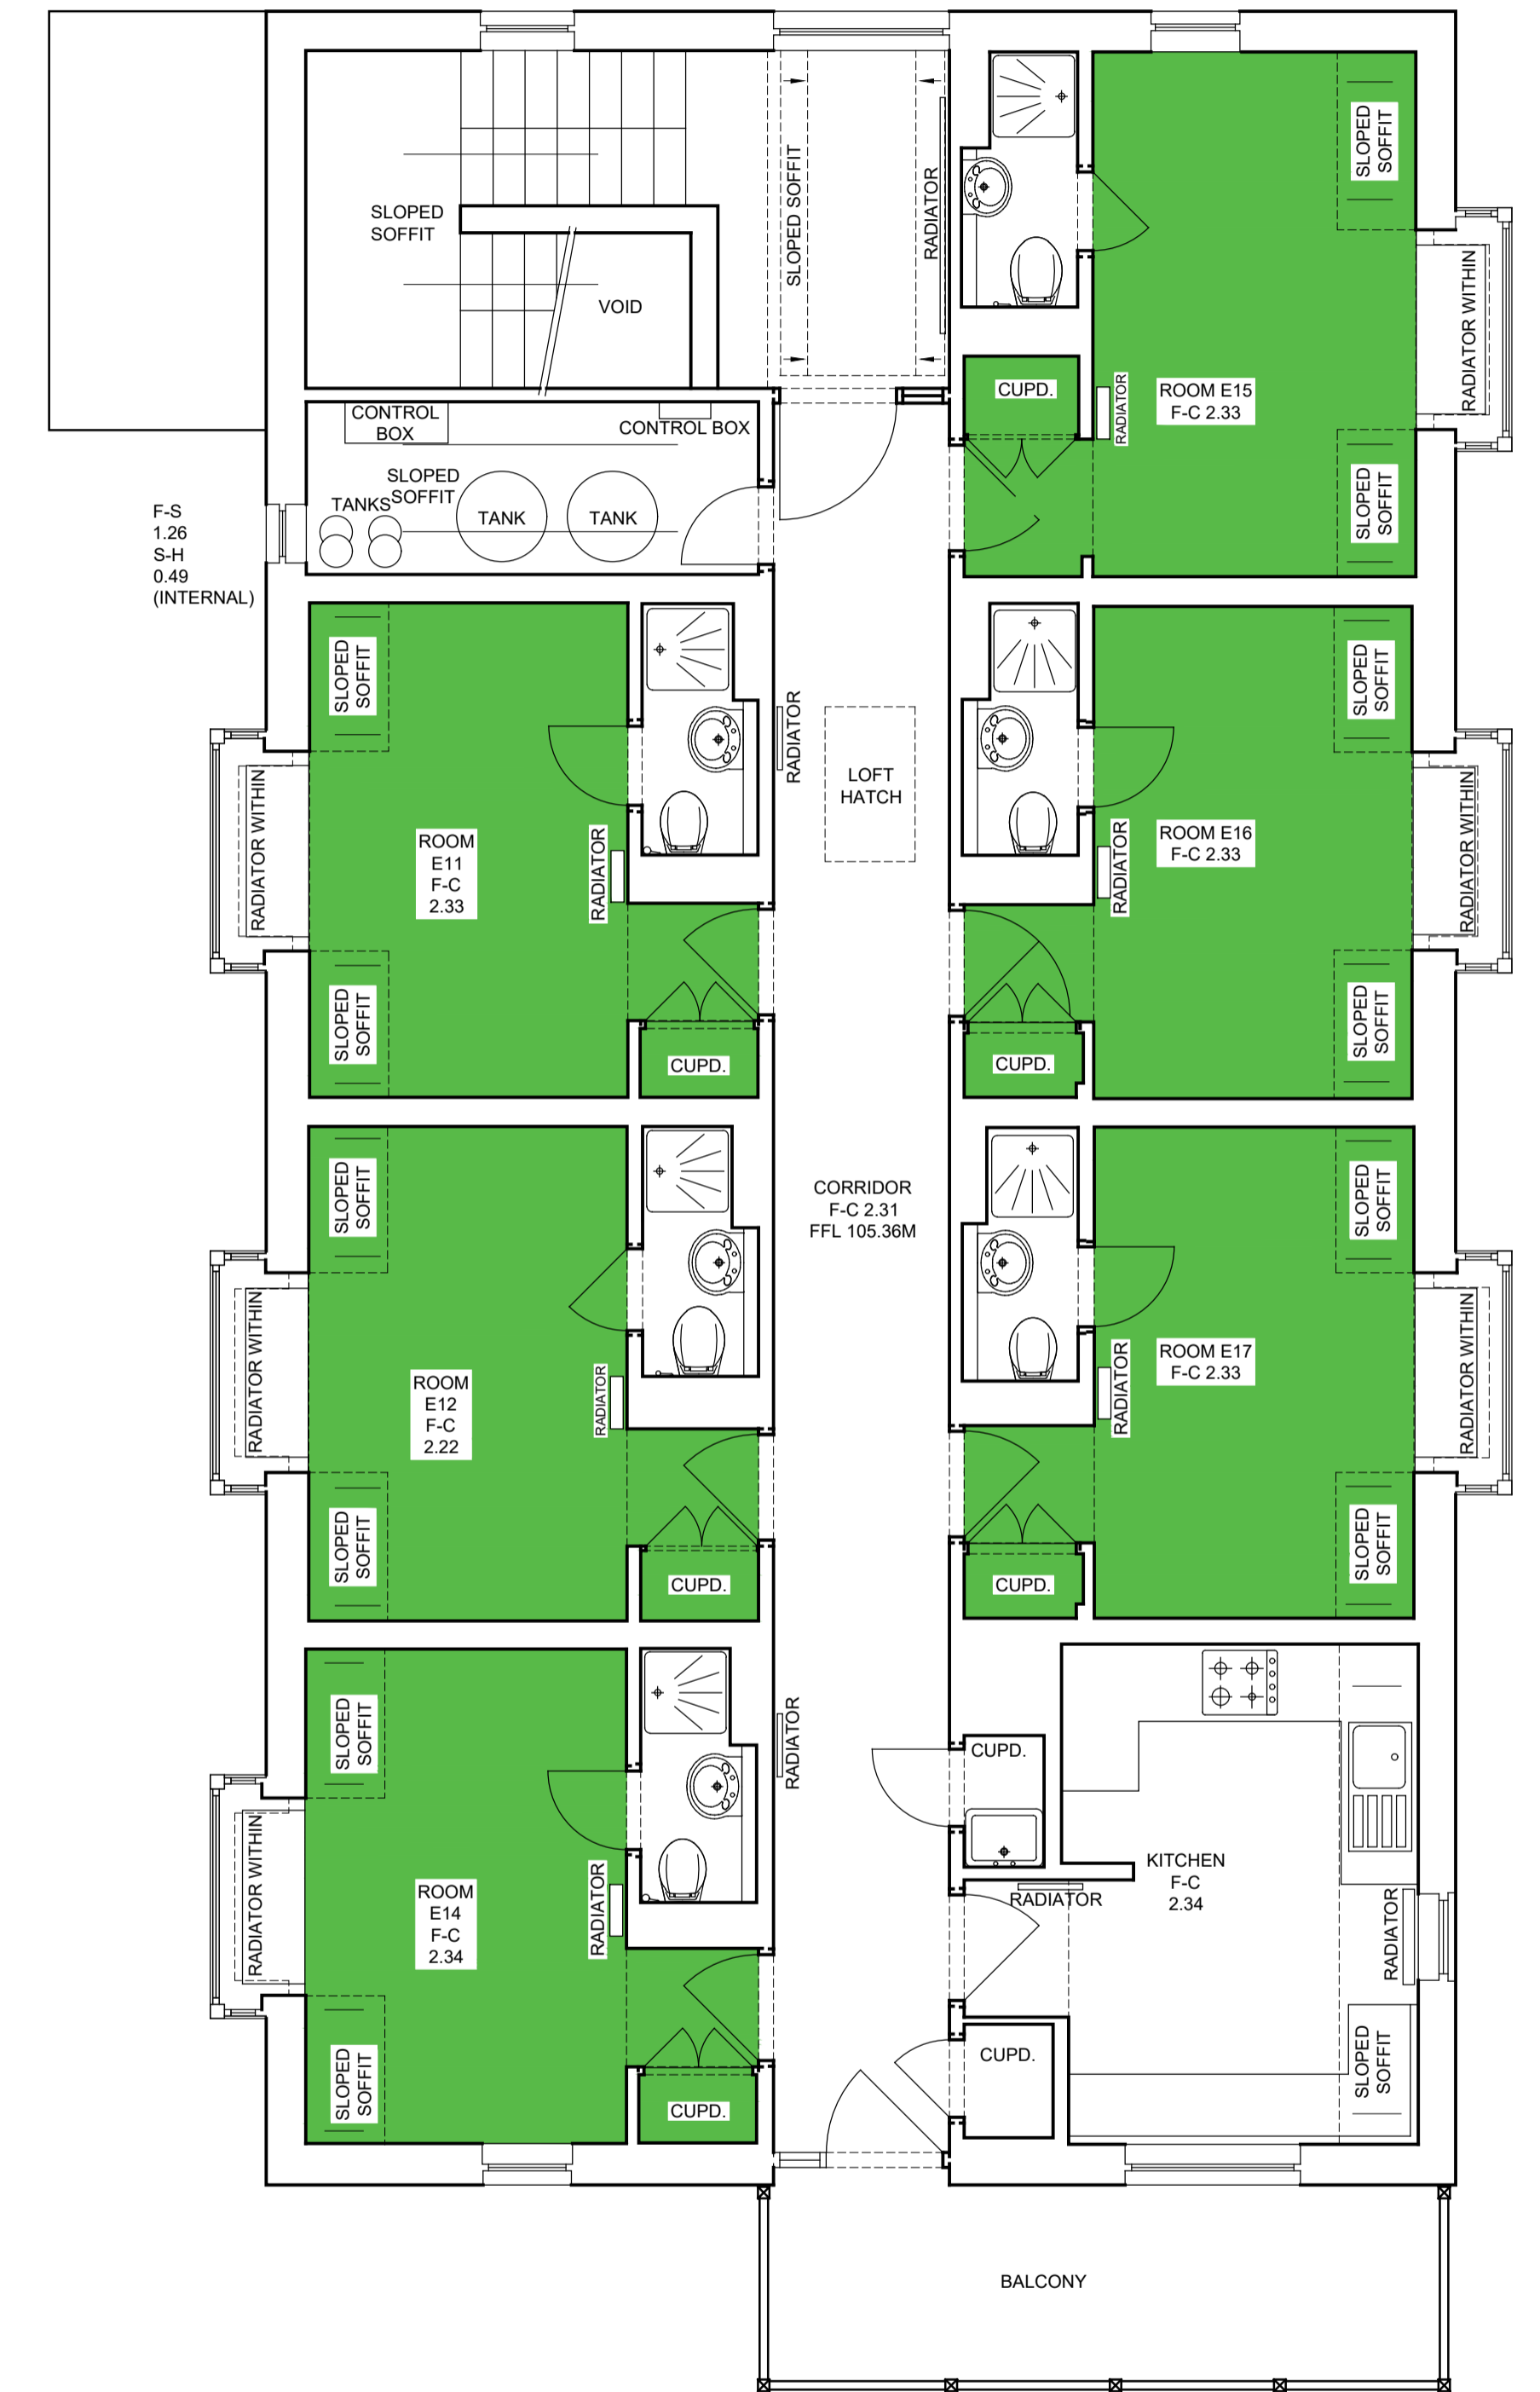 SLOPED
SOFFIT
VOID
SLOPED SOFFIT
RADIATOR
SLOPED
SOFFIT
CUPD.
RADIATOR
ROOM E15
F-C 2.33
RADIATOR WITHIN
SLOPED
SOFFIT
CONTROL
BOX
CONTROL BOX
SLOPED
SOFFIT
TANKS
TANK
TANK
F-S
1.26
S-H
0.49
(INTERNAL)
SLOPED
SOFFIT
RADIATOR WITHIN
ROOM
E11
F-C
2.33
RADIATOR
SLOPED
SOFFIT
CUPD.
RADIATOR
LOFT
HATCH
SLOPED
SOFFIT
RADIATOR
ROOM E16
F-C 2.33
RADIATOR WITHIN
SLOPED
SOFFIT
CUPD.
SLOPED
SOFFIT
RADIATOR WITHIN
ROOM
E12
F-C
2.22
RADIATOR
SLOPED
SOFFIT
CUPD.
CORRIDOR
F-C 2.31
FFL 105.36M
SLOPED
SOFFIT
RADIATOR
ROOM E17
F-C 2.33
RADIATOR WITHIN
SLOPED
SOFFIT
CUPD.
SLOPED
SOFFIT
RADIATOR WITHIN
ROOM
E14
F-C
2.34
RADIATOR
SLOPED
SOFFIT
CUPD.
RADIATOR
CUPD.
KITCHEN
F-C
2.34
RADIATOR
RADIATOR
CUPD.
SLOPED
SOFFIT
BALCONY